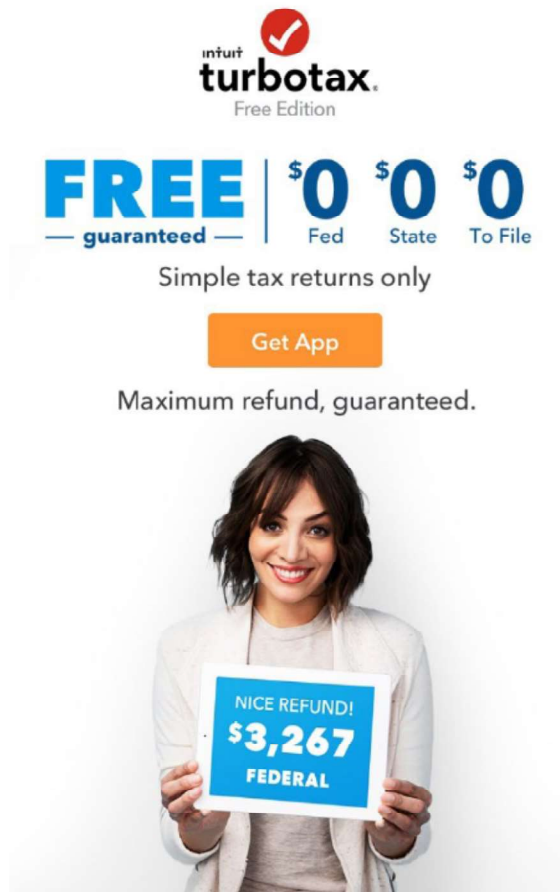 intuit
turbotax®
Free Edition
FREE
guaranteed
$0 $0 $0
Fed State To File
Simple tax returns only
Get App
Maximum refund, guaranteed.
NICE REFUND!
$3,267
FEDERAL